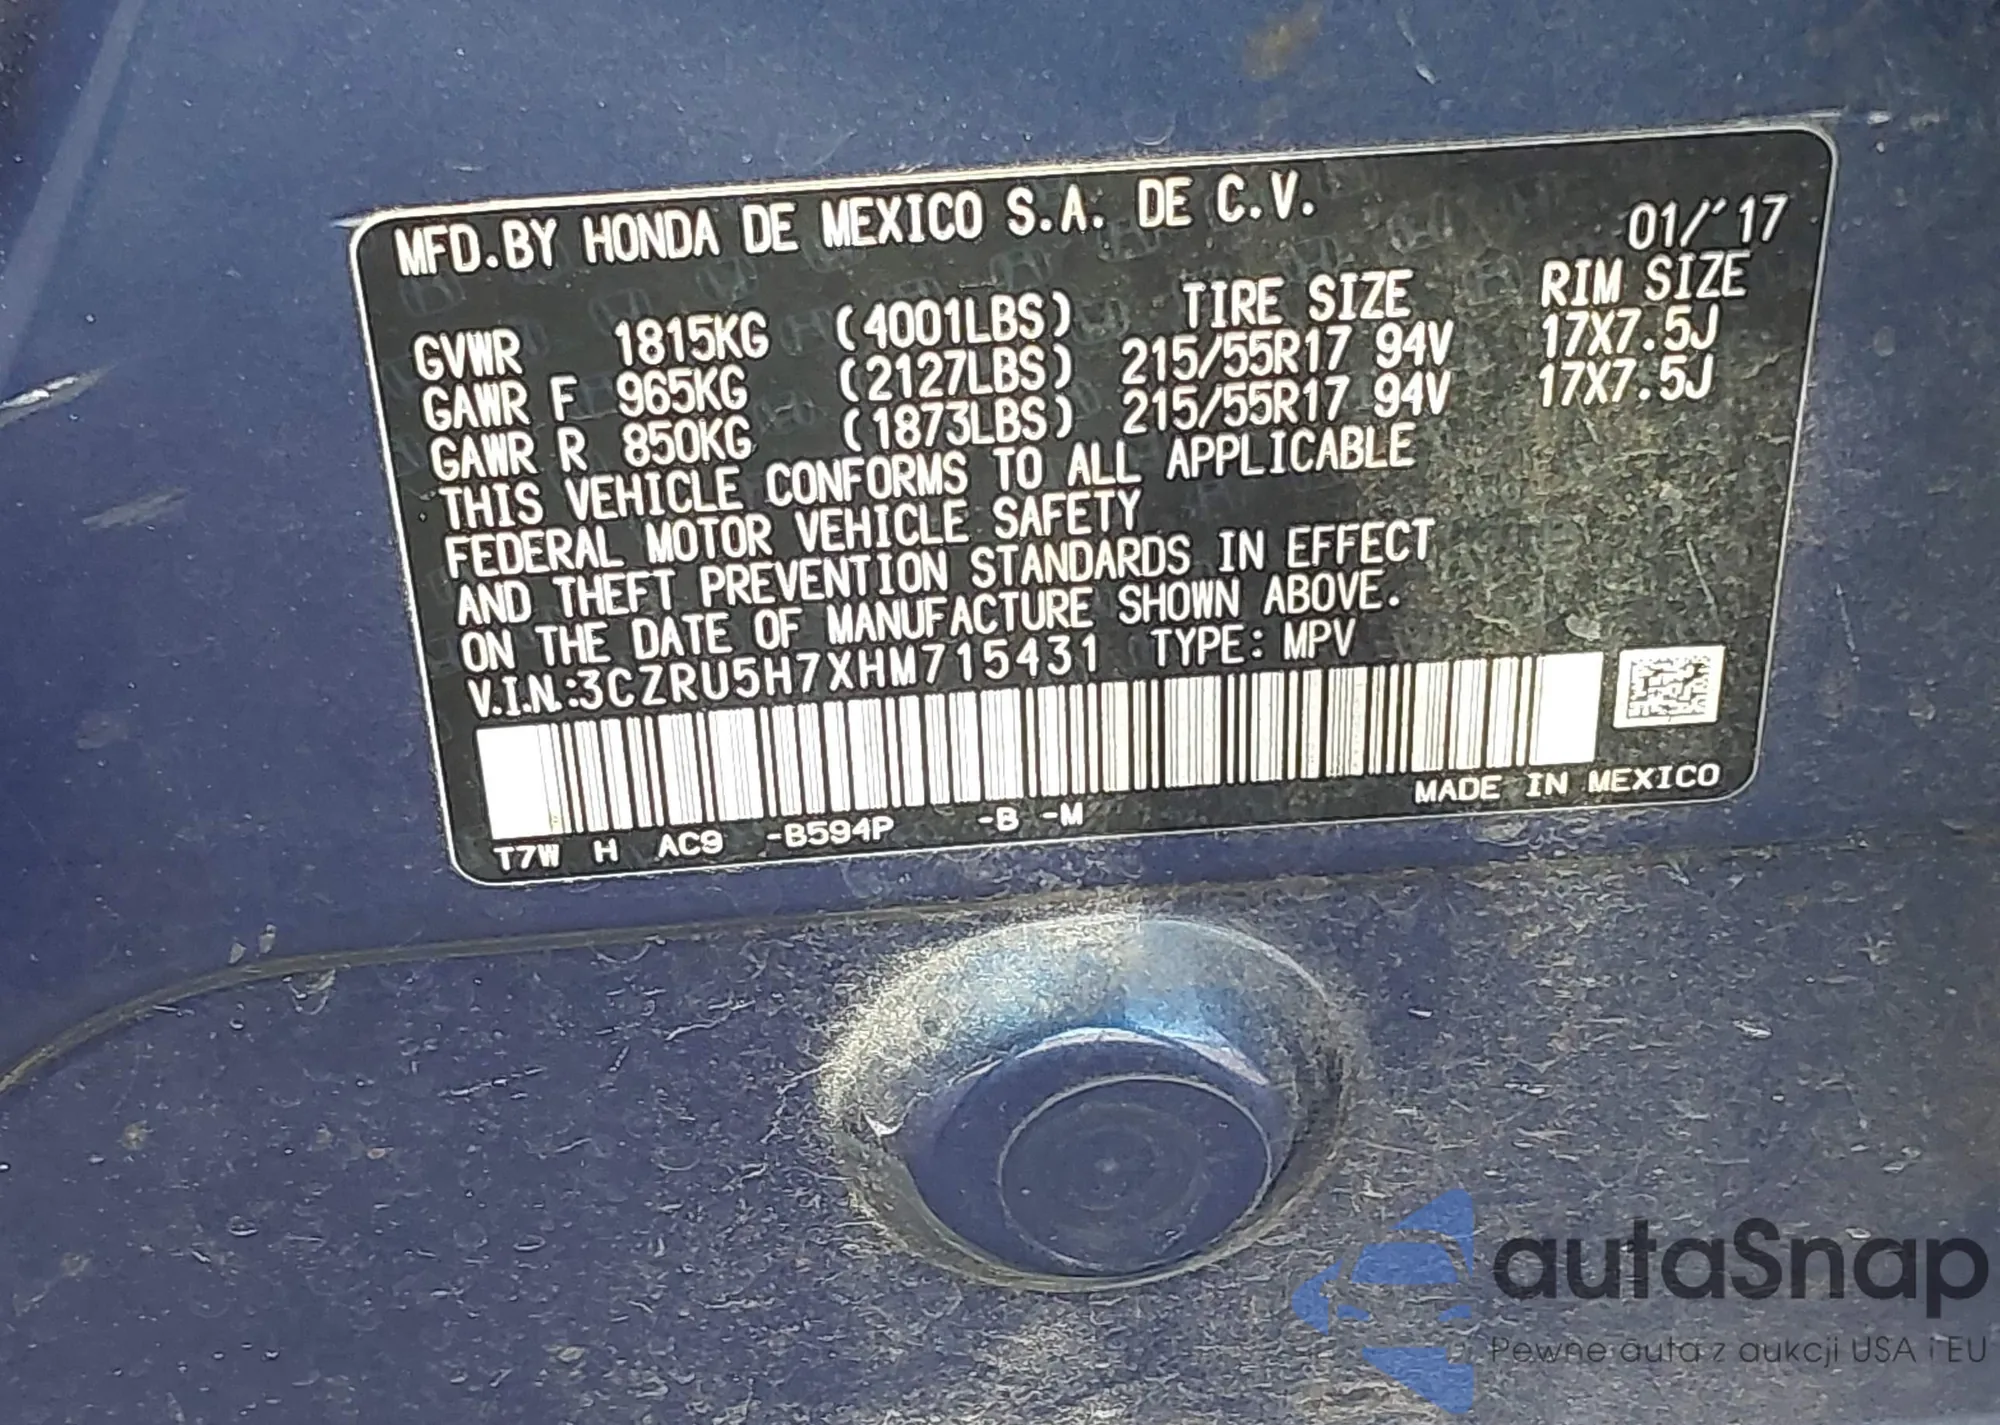 MFD.BY HONDA DE MEXICO S.A. DE C.V.
01/'17
TIRE SIZE RIM SIZE
GVWR 1815KG (4001LBS) 215/55R17 94V 17X7.5J
GAWR F 965KG (2127LBS) 215/55R17 94V 17X7.5J
GAWR R 850KG (1873LBS)
THIS VEHICLE CONFORMS TO ALL APPLICABLE
FEDERAL MOTOR VEHICLE SAFETY
AND THEFT PREVENTION STANDARDS IN EFFECT
ON THE DATE OF MANUFACTURE SHOWN ABOVE.
V.I.N.:3CZRU5H7XHM715431 TYPE: MPV
T7W H AC9 -B594P -B -M MADE IN MEXICO
autaSnap
Pewne auta z aukcji USA i EU